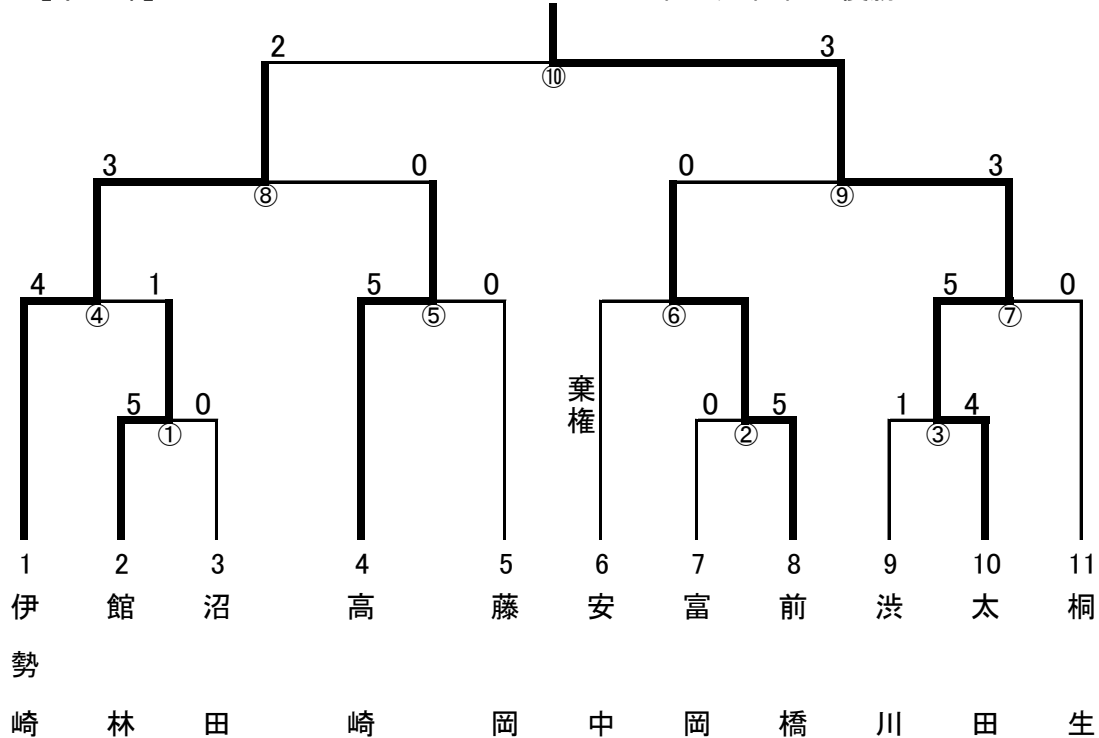 2 3
⑩
3 0 0 3
⑧ ⑨
4 1 5 0 5 0
④ ⑤ ⑥ ⑦
棄権
5 0 0 5 1 4
① ② ③
1 2 3 4 5 6 7 8 9 10 11
伊勢崎
館林
沼田
高崎
藤岡
安中
富岡
前橋
渋川
太田
桐生